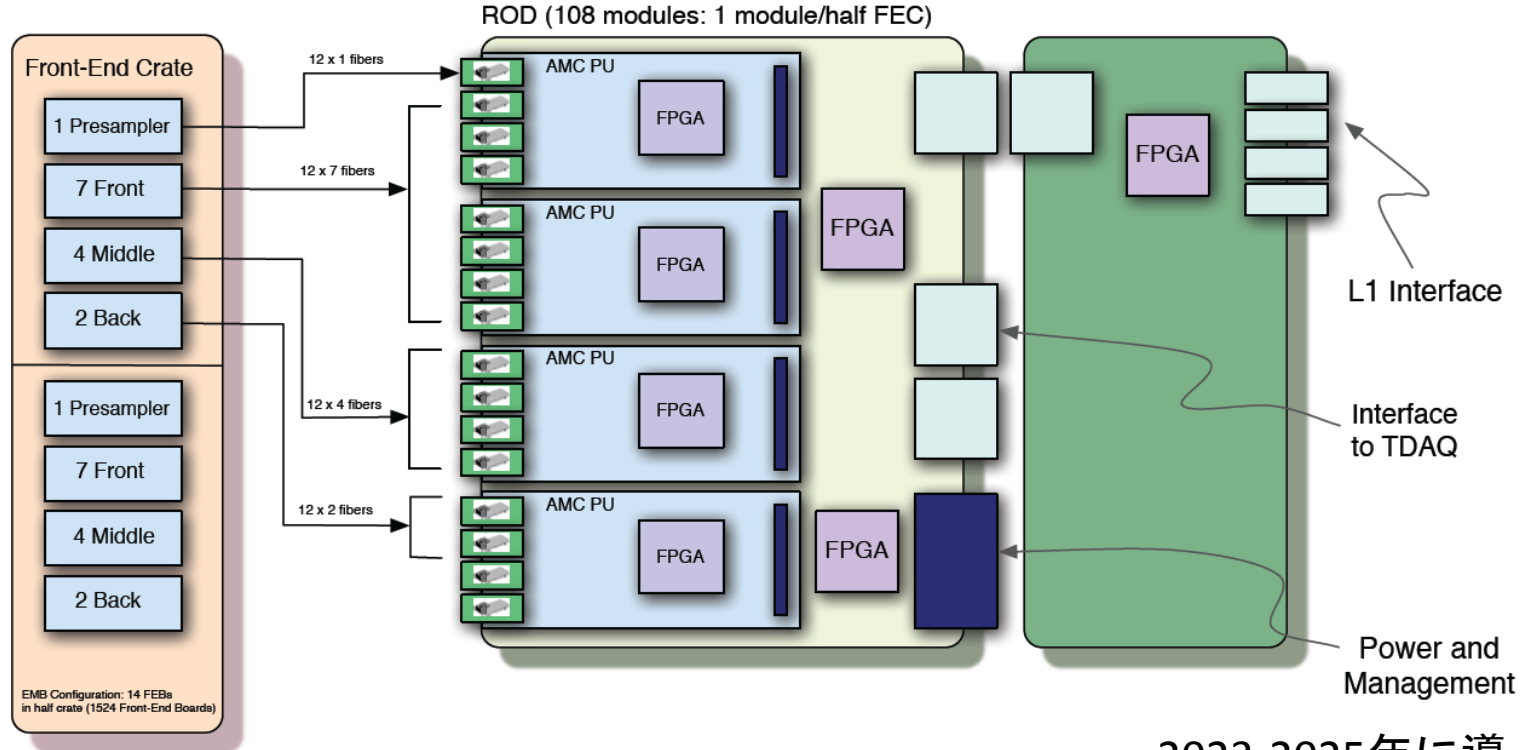 ROD (108 modules: 1 module/half FEC)
Front-End Crate
1 Presampler
7 Front
4 Middle
2 Back
1 Presampler
7 Front
4 Middle
2 Back
EMB Configuration: 14 FEBs
in half crate (1524 Front-End Boards)
12 x 1 fibers
12 x 7 fibers
12 x 4 fibers
12 x 2 fibers
AMC PU
FPGA
AMC PU
FPGA
AMC PU
FPGA
AMC PU
FPGA
FPGA
FPGA
FPGA
L1 Interface
Interface
to TDAQ
Power and
Management